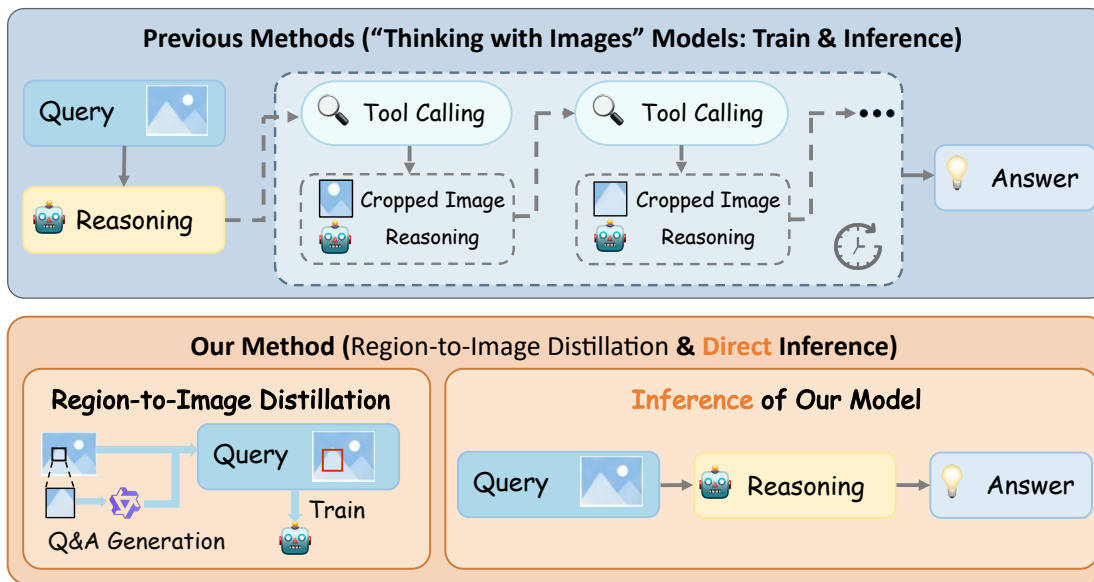 Previous Methods (“Thinking with Images” Models: Train & Inference)
Query
Reasoning
Tool Calling
Cropped Image
Reasoning
Tool Calling
Cropped Image
Reasoning
•••
Answer
Our Method (Region-to-Image Distillation & Direct Inference)
Region-to-Image Distillation
Query
Train
Q&A Generation
Inference of Our Model
Query
Reasoning
Answer